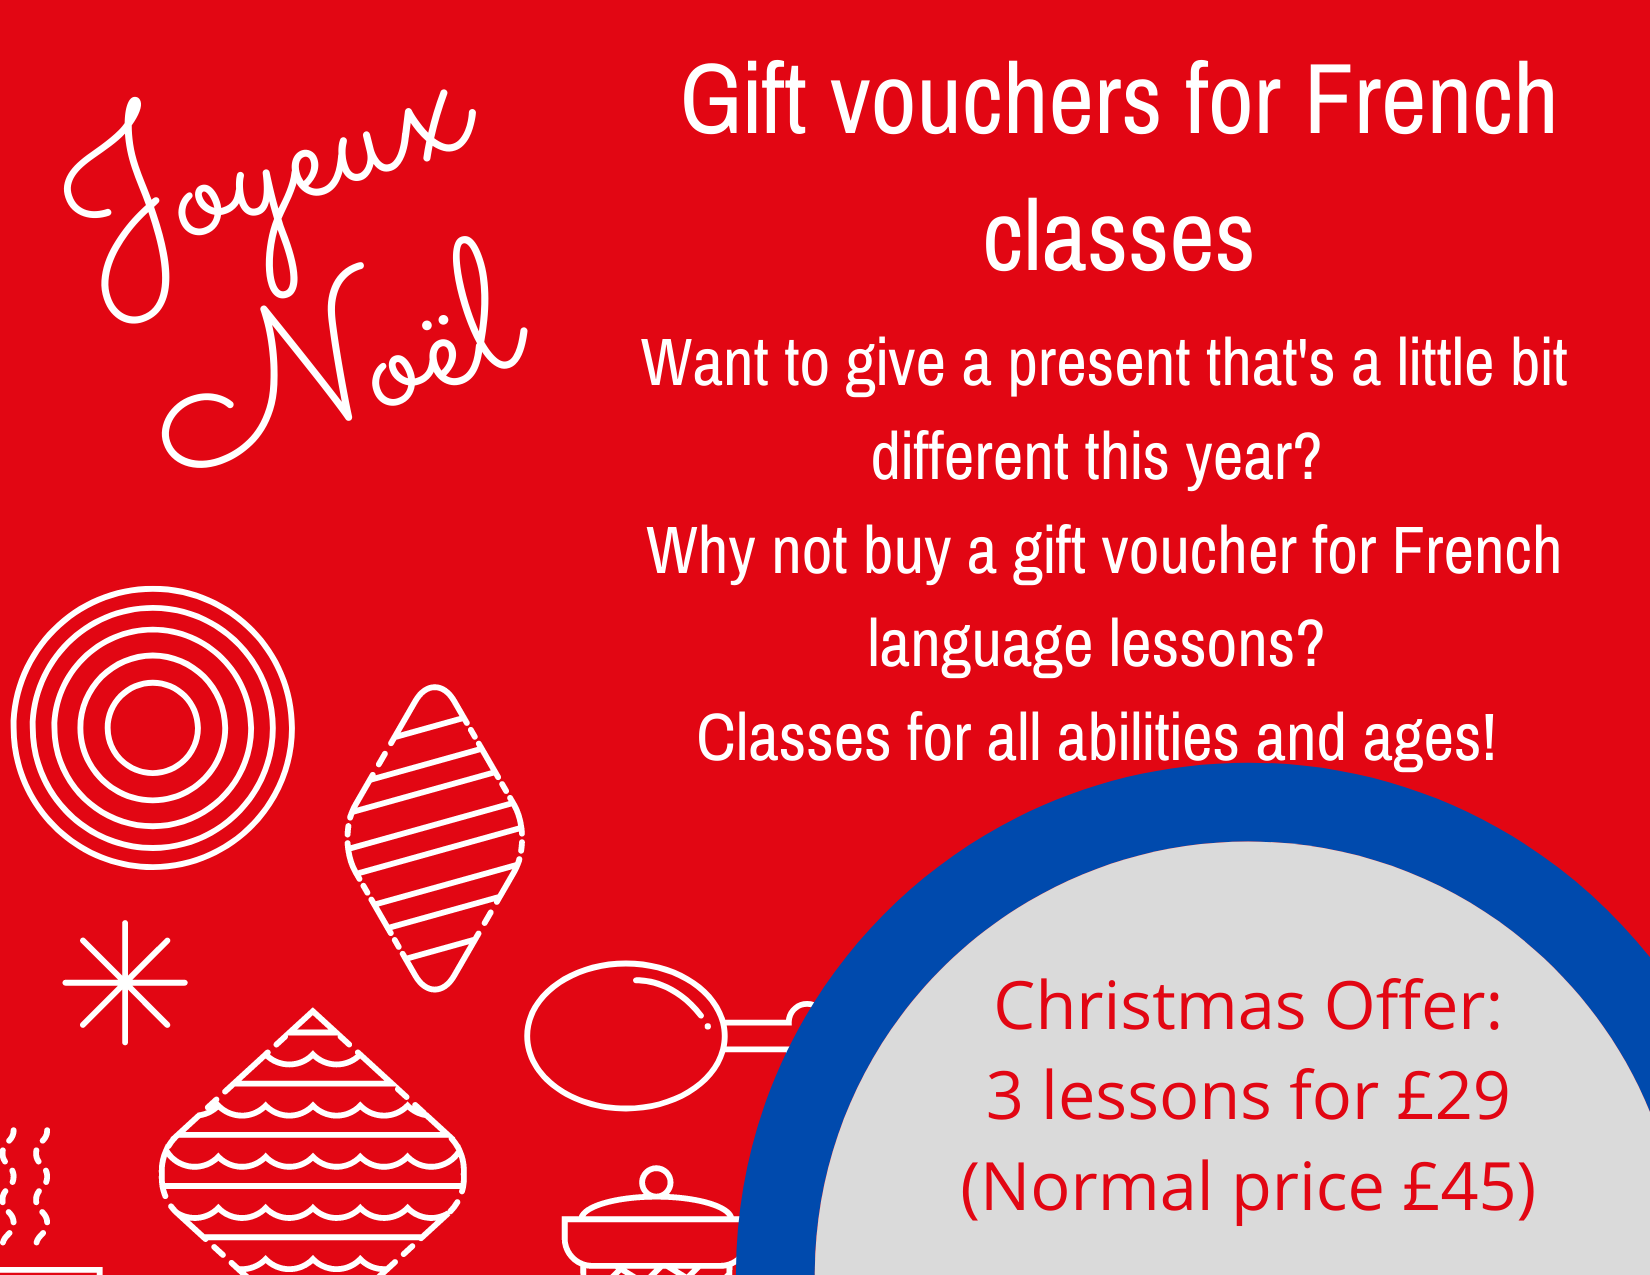 Joyeux
Noël
Gift vouchers for French
classes
Want to give a present that's a little bit
different this year?
Why not buy a gift voucher for French
language lessons?
Classes for all abilities and ages!
Christmas Offer:
3 lessons for £29
(Normal price £45)